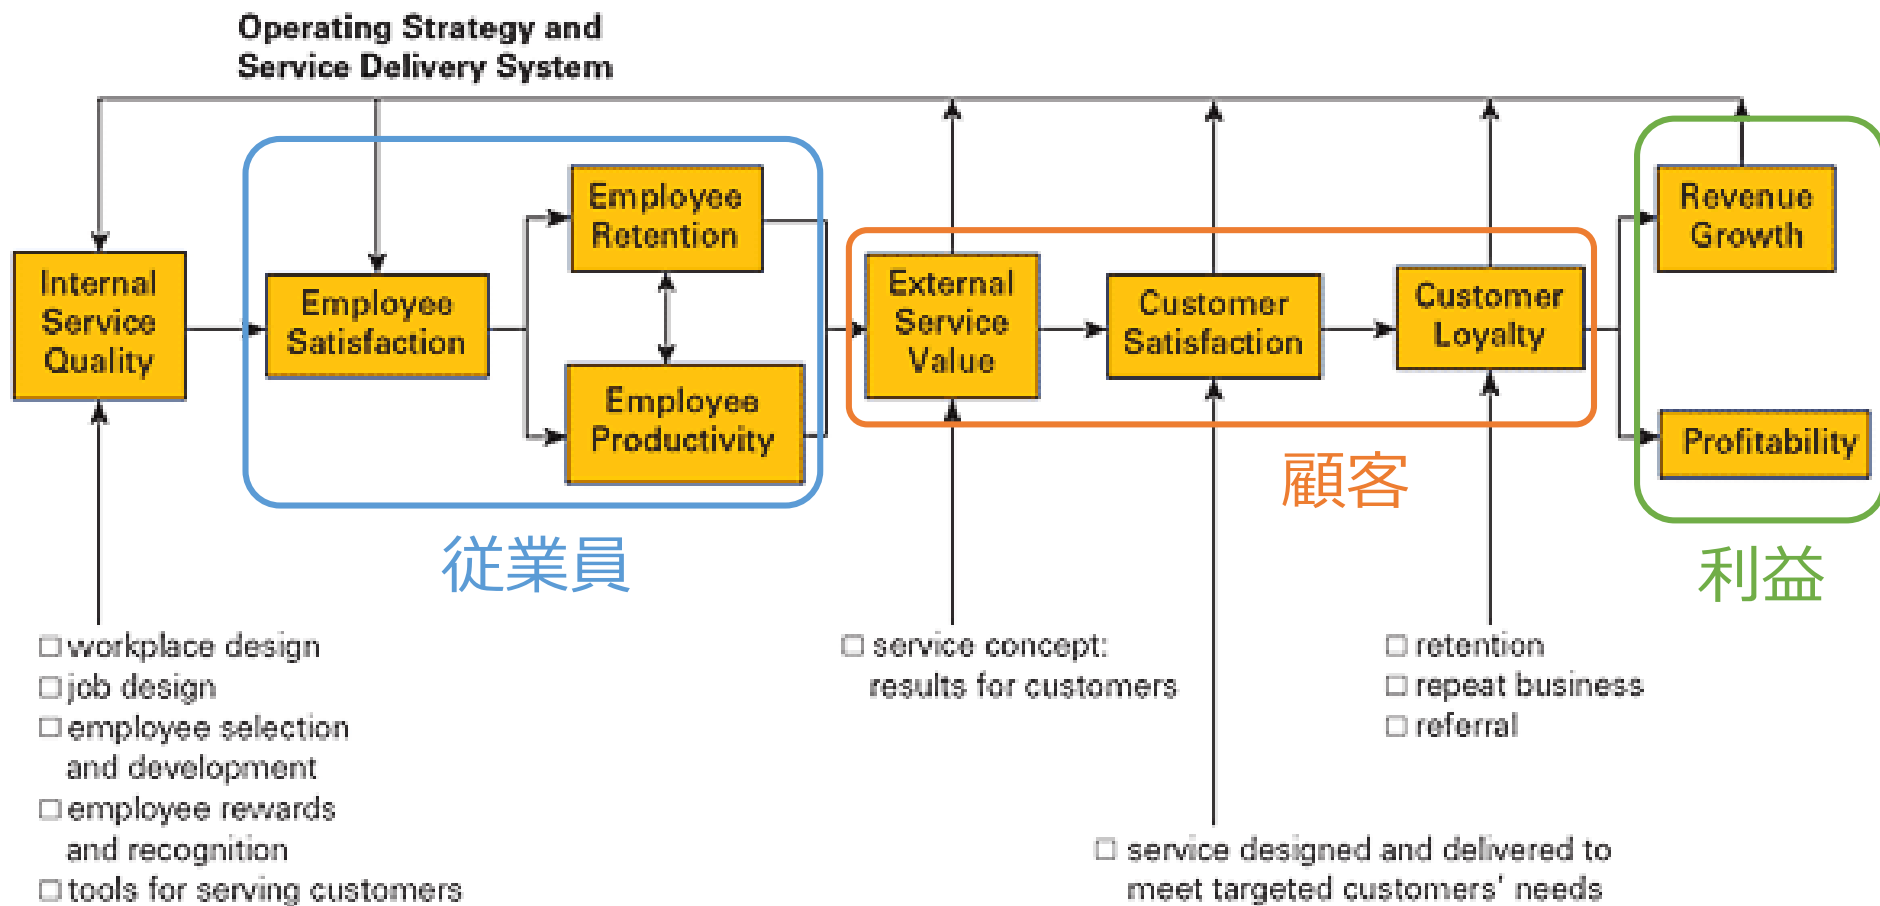 Operating Strategy and
Service Delivery System
Internal
Service
Quality
Employee
Satisfaction
Employee
Retention
Employee
Productivity
従業員
External
Service
Value
Customer
Satisfaction
Customer
Loyalty
顧客
Revenue
Growth
Profitability
利益
□ workplace design
□ job design
□ employee selection
and development
□ employee rewards
and recognition
□ tools for serving customers
□ service concept:
results for customers
□ service designed and delivered to
meet targeted customers' needs
□ retention
□ repeat business
□ referral